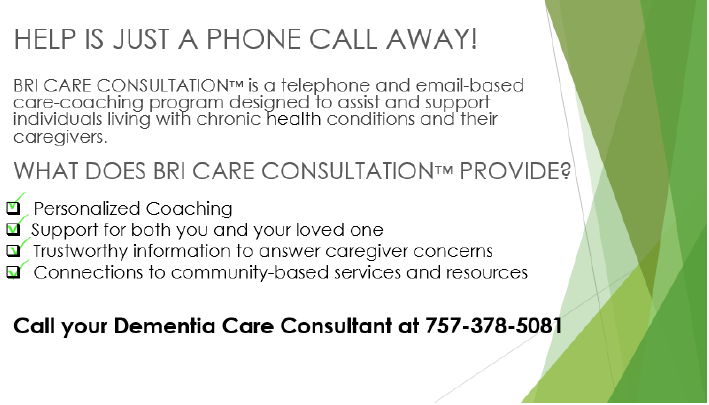 HELP IS JUST A PHONE CALL AWAY!
BRI CARE CONSULTATION™ is a telephone and email-based
care-coaching program designed to assist and support
individuals living with chronic health conditions and their
caregivers.
WHAT DOES BRI CARE CONSULTATION™ PROVIDE?
Personalized Coaching
Support for both you and your loved one
Trustworthy information to answer caregiver concerns
Connections to community-based services and resources
Call your Dementia Care Consultant at 757-378-5081